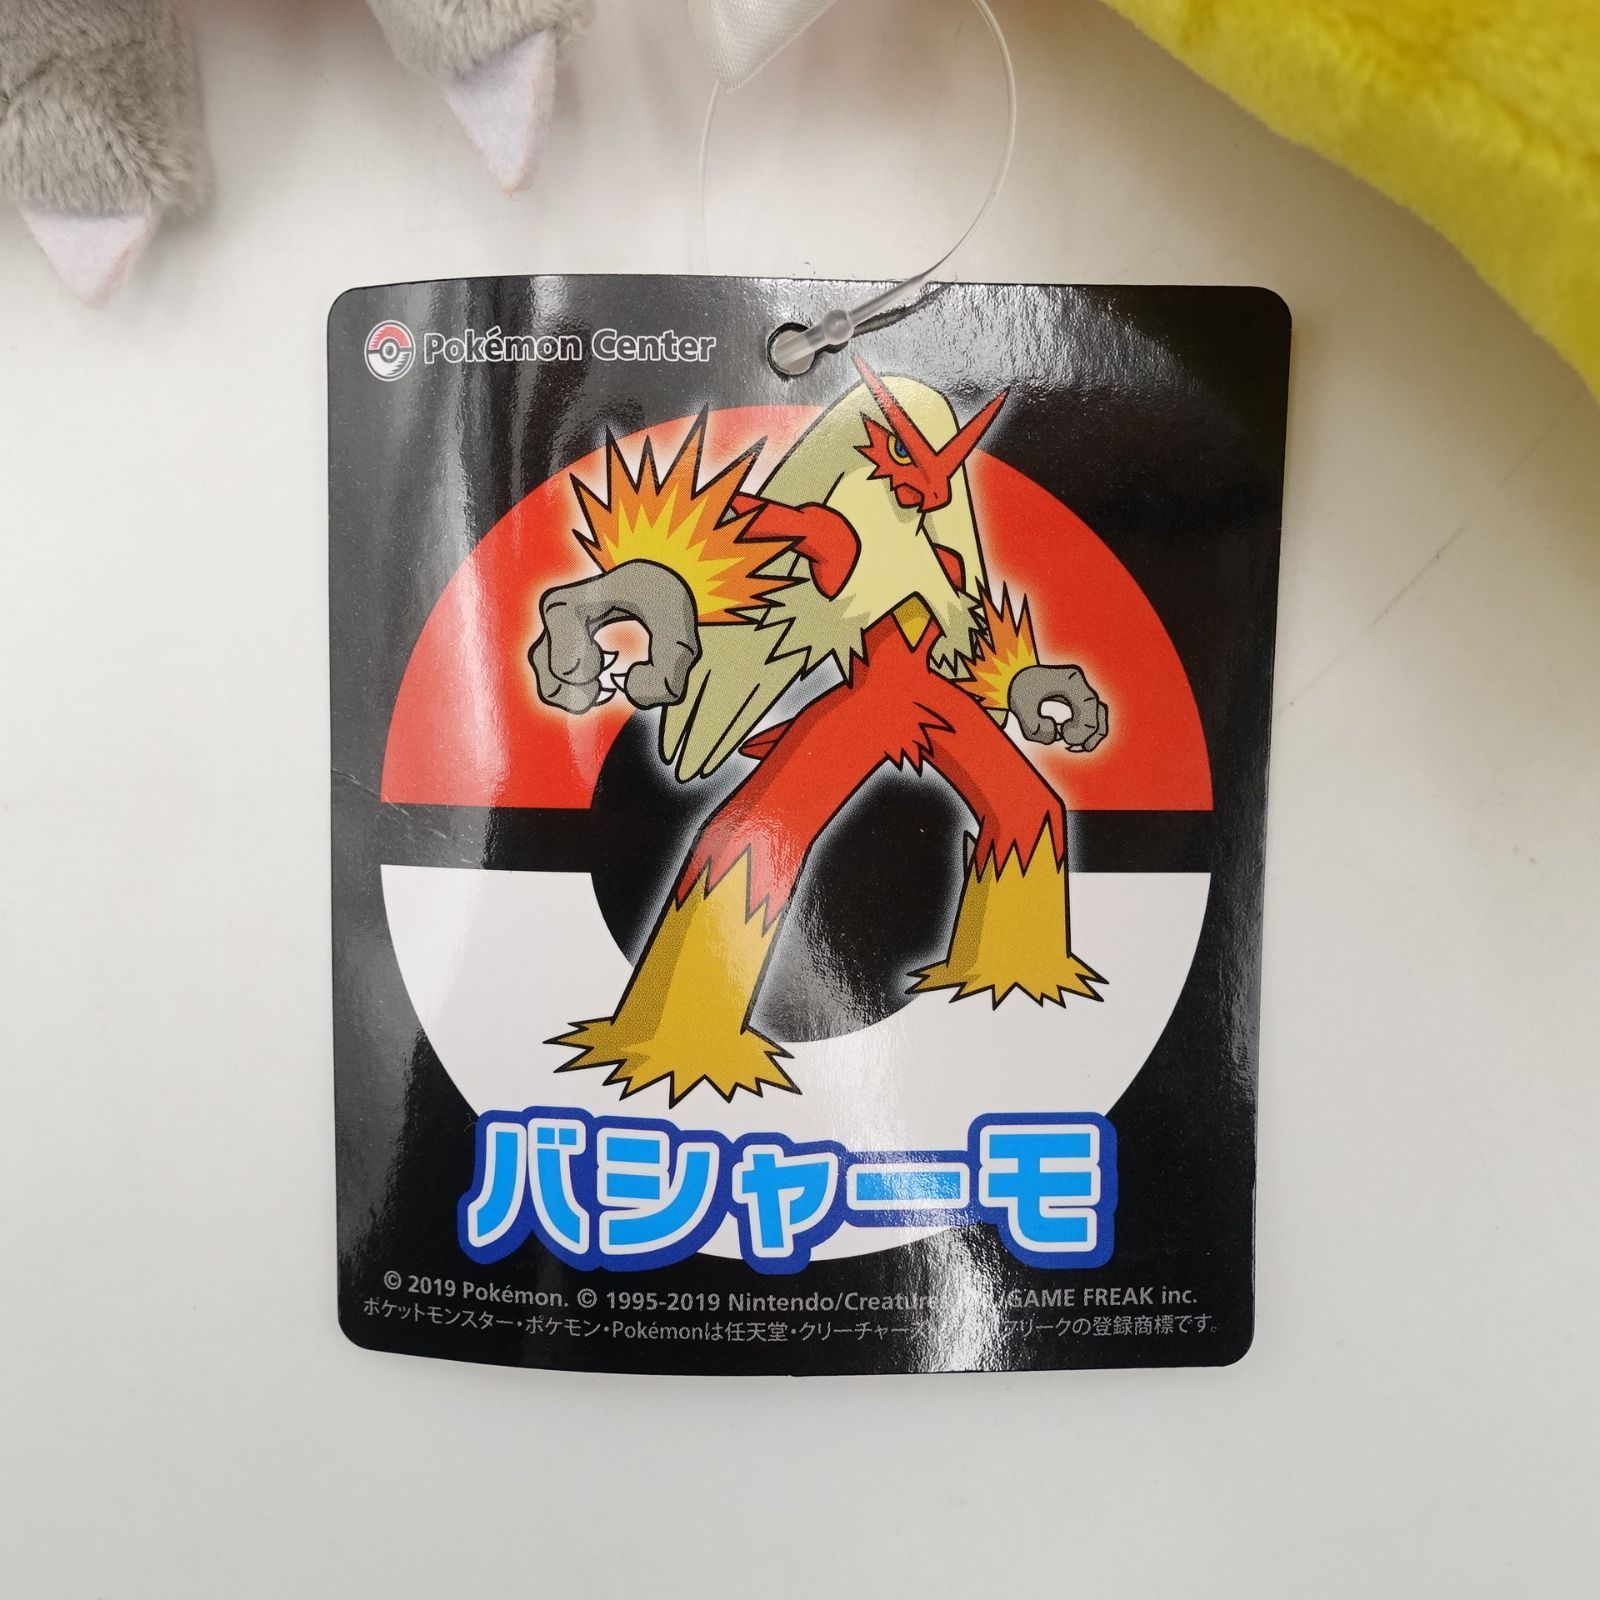 Pokémon Center
バシャーモ
© 2019 Pokémon. © 1995-2019 Nintendo/Creatures /GAME FREAK inc.
ポケットモンスター・ポケモン・Pokémonは任天堂・クリーチャーズ フリークの登録商標です。